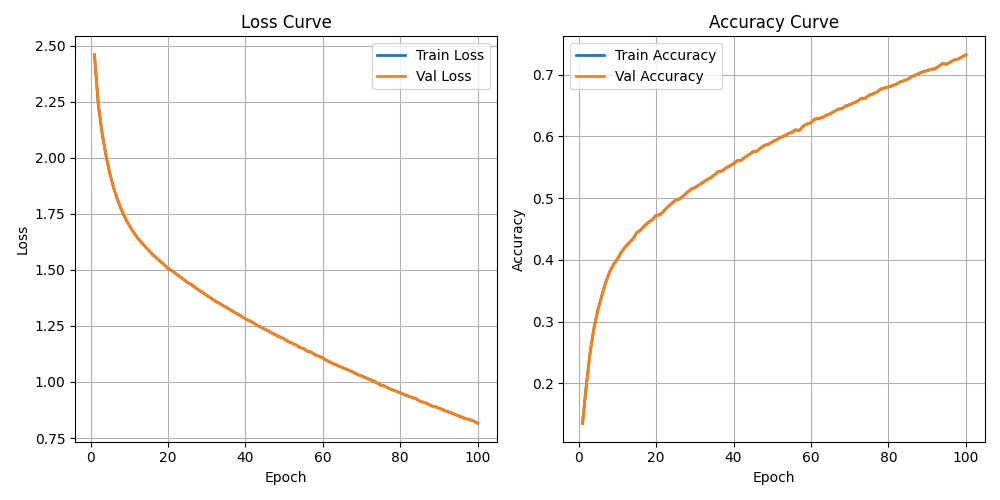 Loss Curve
2.50
2.25
2.00
1.75
1.50
1.25
1.00
0.75
Loss
0 20 40 60 80 100
Epoch
Train Loss
Val Loss
Accuracy Curve
0.7
0.6
0.5
0.4
0.3
0.2
Accuracy
0 20 40 60 80 100
Epoch
Train Accuracy
Val Accuracy